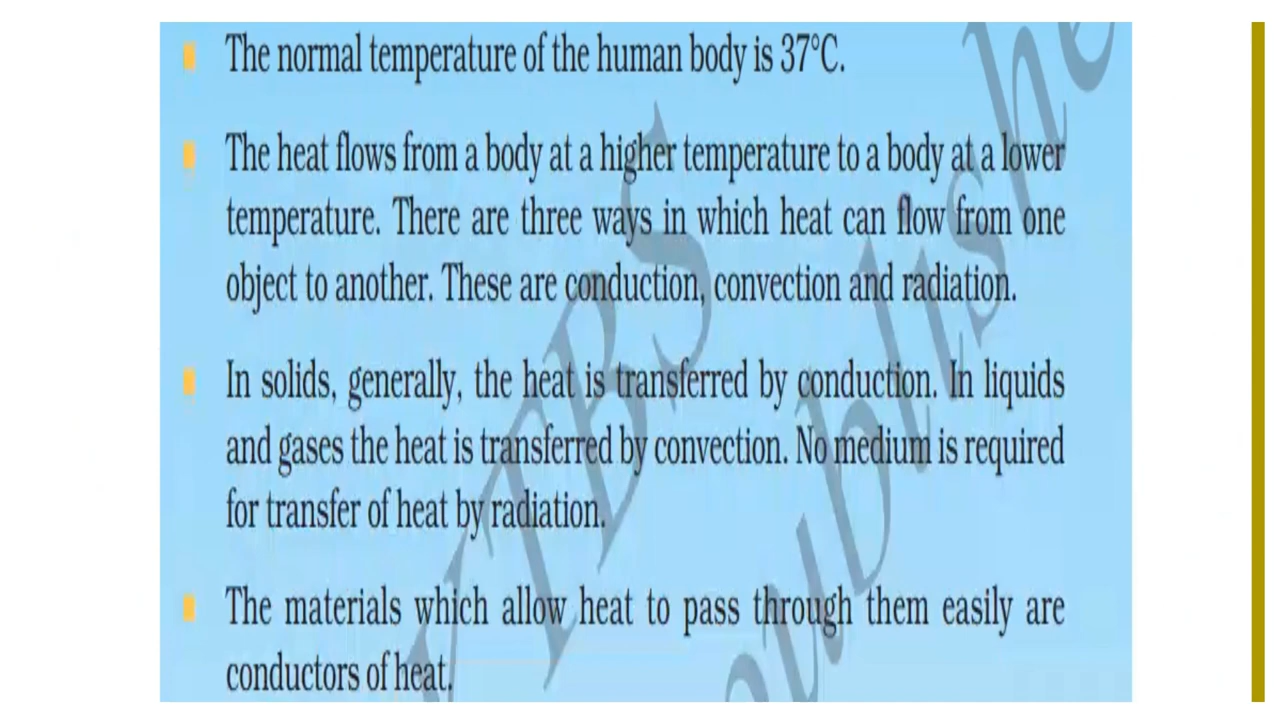 The normal temperature of the human body is 37°C.
The heat flows from a body at a higher temperature to a body at a lower
temperature. There are three ways in which heat can flow from one
object to another. These are conduction, convection and radiation.
In solids, generally, the heat is transferred by conduction. In liquids
and gases the heat is transferred by convection. No medium is required
for transfer of heat by radiation.
The materials which allow heat to pass through them easily are
conductors of heat.